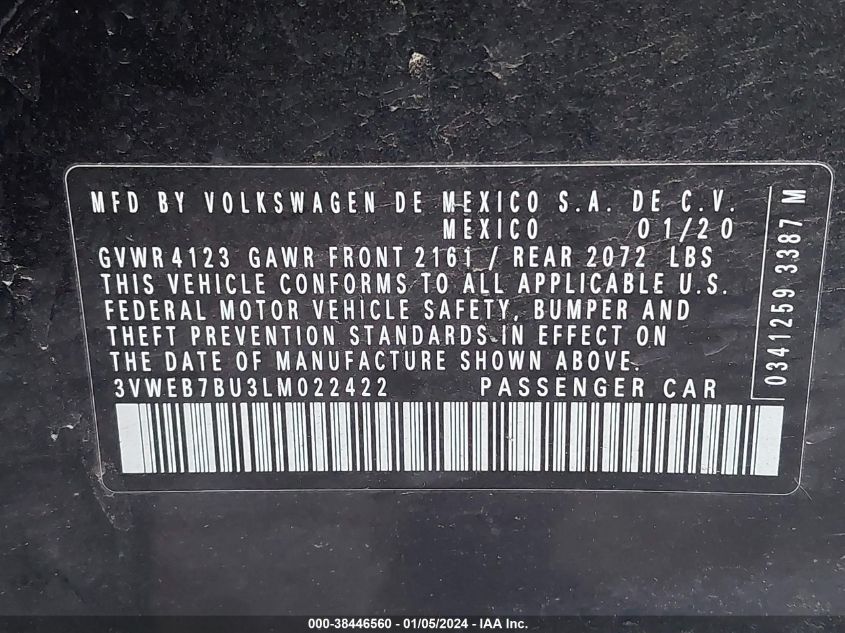 MFD BY VOLKSWAGEN DE MEXICO S.A. DE C.V.
MEXICO 01/20
GVWR 4123 GAWR FRONT 2161 / REAR 2072 LBS
THIS VEHICLE CONFORMS TO ALL APPLICABLE U.S.
FEDERAL MOTOR VEHICLE SAFETY, BUMPER AND
THEFT PREVENTION STANDARDS IN EFFECT ON
THE DATE OF MANUFACTURE SHOWN ABOVE.
3VWEB7BU3LM022422 PASSENGER CAR
0341259 3387 M
000-38446560 - 01/05/2024 - IAA Inc.